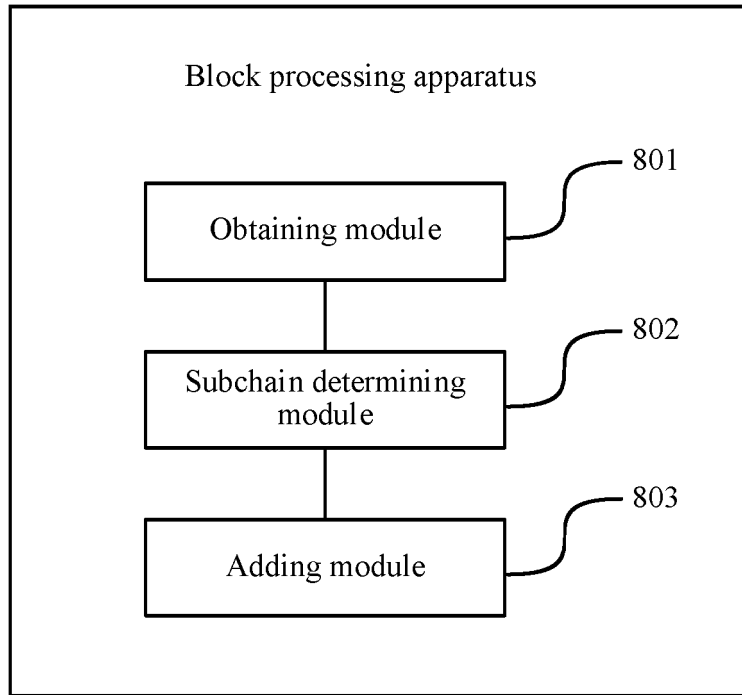 Block processing apparatus
801
Obtaining module
802
Subchain determining
module
803
Adding module